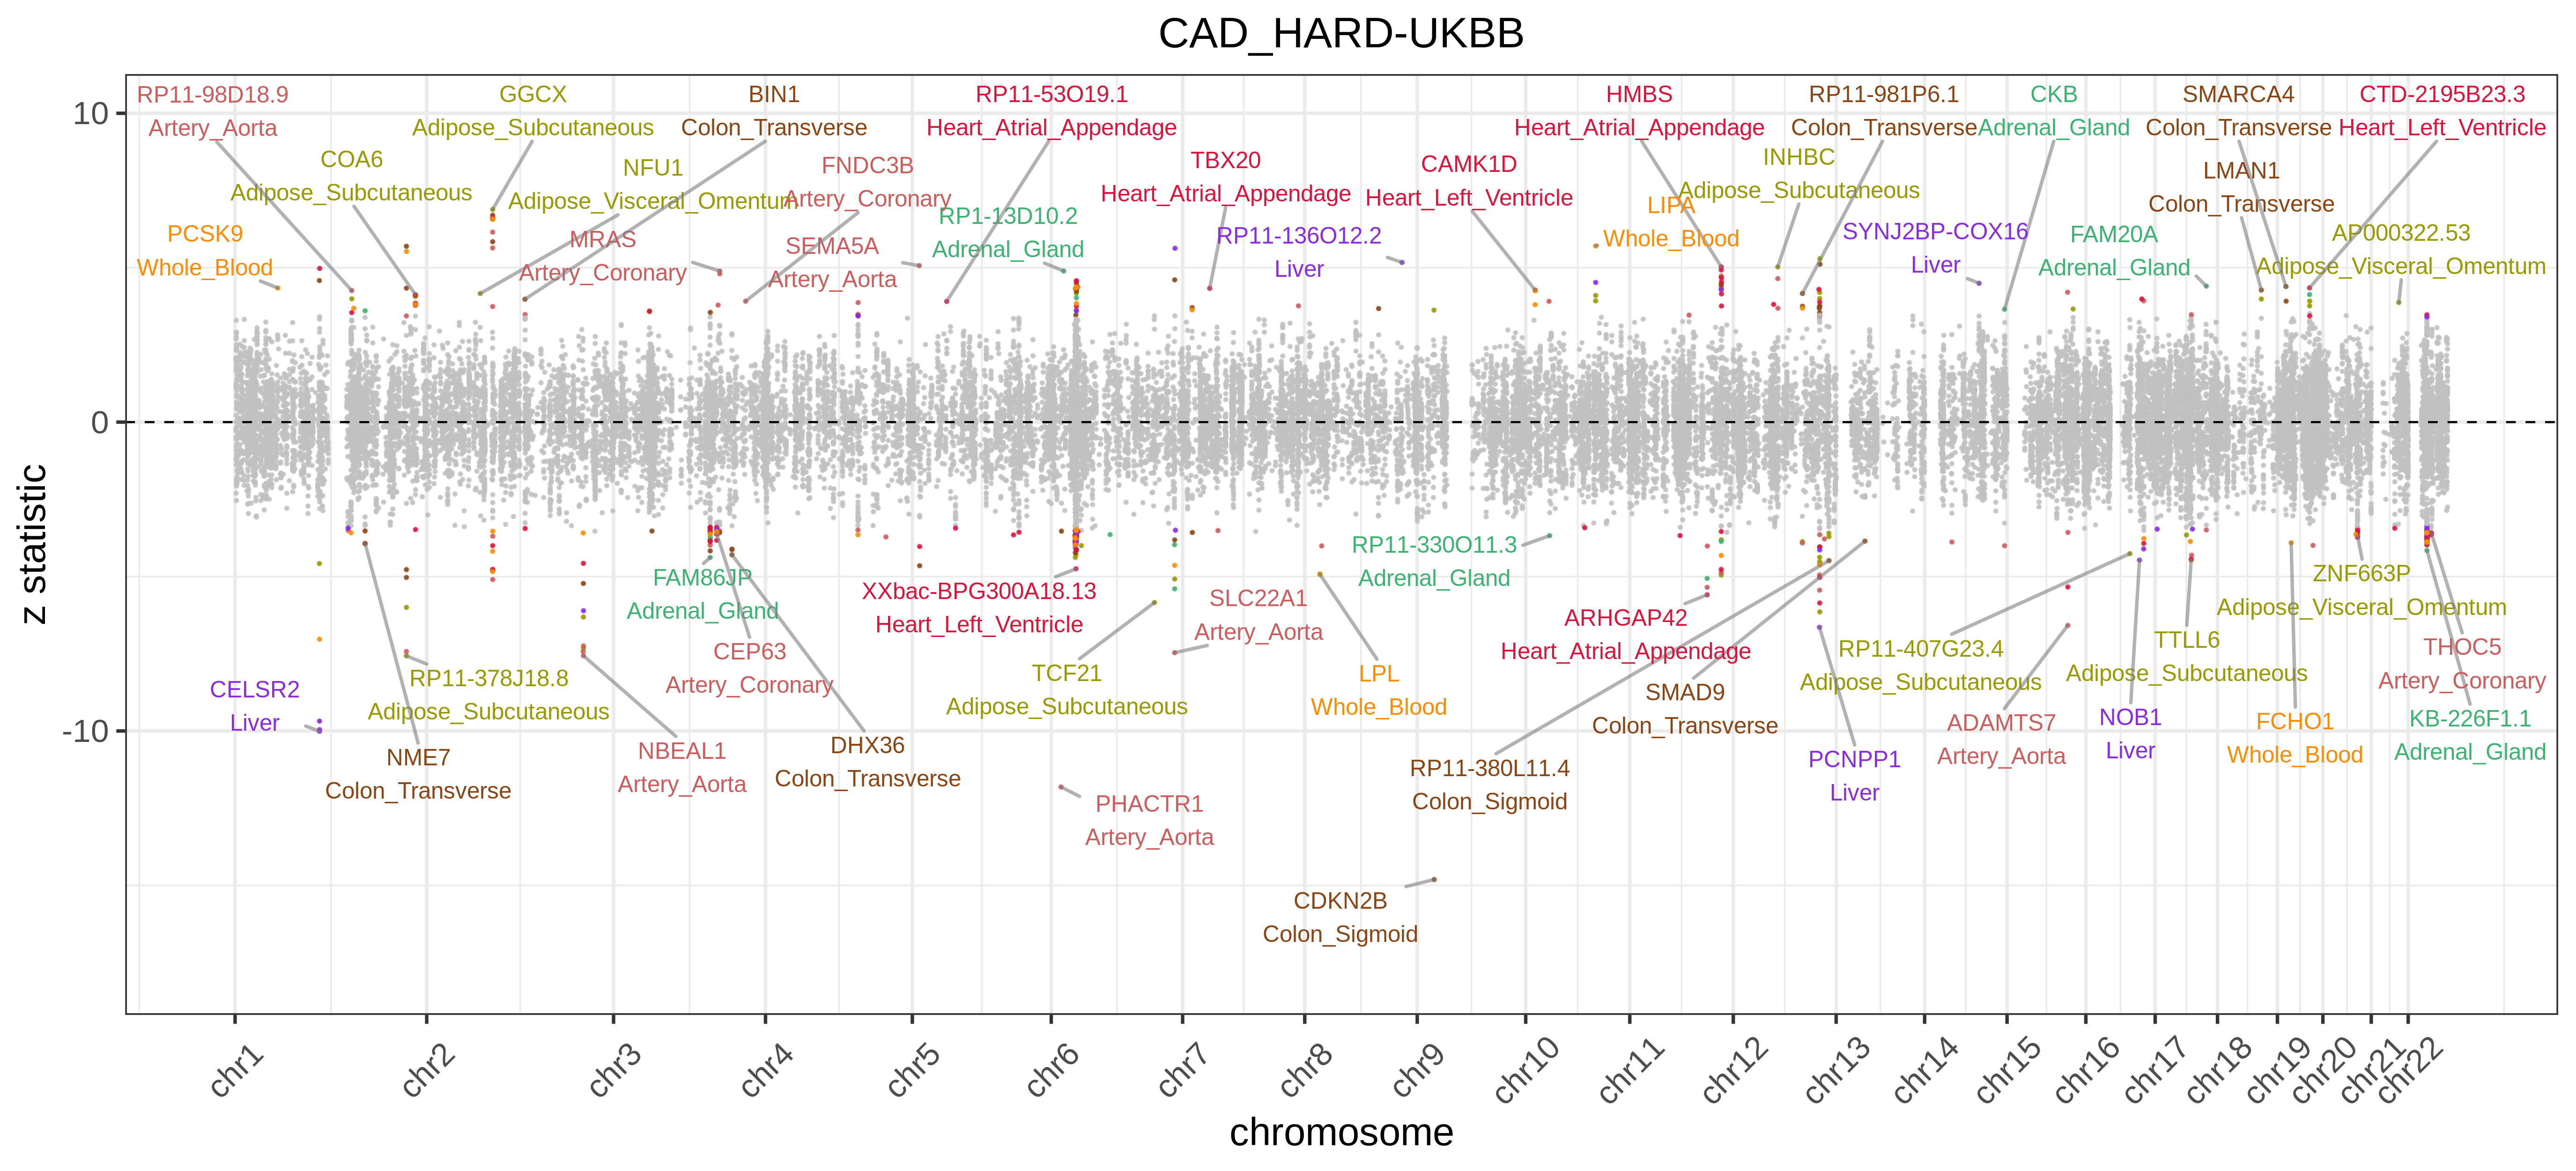 CAD_HARD-UKBB
RP11-98D18.9
Artery_Aorta
GGCX
Adipose_Subcutaneous
BIN1
Colon_Transverse
RP11-53O19.1
Heart_Atrial_Appendage
HMBS
Heart_Atrial_Appendage
RP11-981P6.1
Colon_Transverse
CKB
Adrenal_Gland
SMARCA4
Colon_Transverse
CTD-2195B23.3
Heart_Left_Ventricle
COA6
Adipose_Subcutaneous
NFU1
Adipose_Visceral_Omentum
FNDC3B
Artery_Coronary
TBX20
Heart_Atrial_Appendage
CAMK1D
Heart_Left_Ventricle
INHBC
Adipose_Subcutaneous
LMAN1
Colon_Transverse
PCSK9
Whole_Blood
MRAS
Artery_Coronary
SEMA5A
Artery_Aorta
RP1-13D10.2
Adrenal_Gland
RP11-136O12.2
Liver
LIPA
Whole_Blood
SYNJ2BP-COX16
Liver
FAM20A
Adrenal_Gland
AP000322.53
Adipose_Visceral_Omentum
FAM86JP
Adrenal_Gland
XXbac-BPG300A18.13
Heart_Left_Ventricle
RP11-330O11.3
Adrenal_Gland
SLC22A1
Artery_Aorta
ARHGAP42
Heart_Atrial_Appendage
ZNF663P
Adipose_Visceral_Omentum
CELSR2
Liver
RP11-378J18.8
Adipose_Subcutaneous
CEP63
Artery_Coronary
TCF21
Adipose_Subcutaneous
LPL
Whole_Blood
SMAD9
Colon_Transverse
RP11-407G23.4
Adipose_Subcutaneous
TTLL6
Adipose_Subcutaneous
THOC5
Artery_Coronary
NME7
Colon_Transverse
NBEAL1
Artery_Aorta
DHX36
Colon_Transverse
RP11-380L11.4
Colon_Sigmoid
PCNPP1
Liver
ADAMTS7
Artery_Aorta
NOB1
Liver
FCHO1
Whole_Blood
KB-226F1.1
Adrenal_Gland
PHACTR1
Artery_Aorta
CDKN2B
Colon_Sigmoid
10
0
-10
z statistic
chr1
chr2
chr3
chr4
chr5
chr6
chr7
chr8
chr9
chr10
chr11
chr12
chr13
chr14
chr15
chr16
chr17
chr18
chr19
chr20
chr21
chr22
chromosome